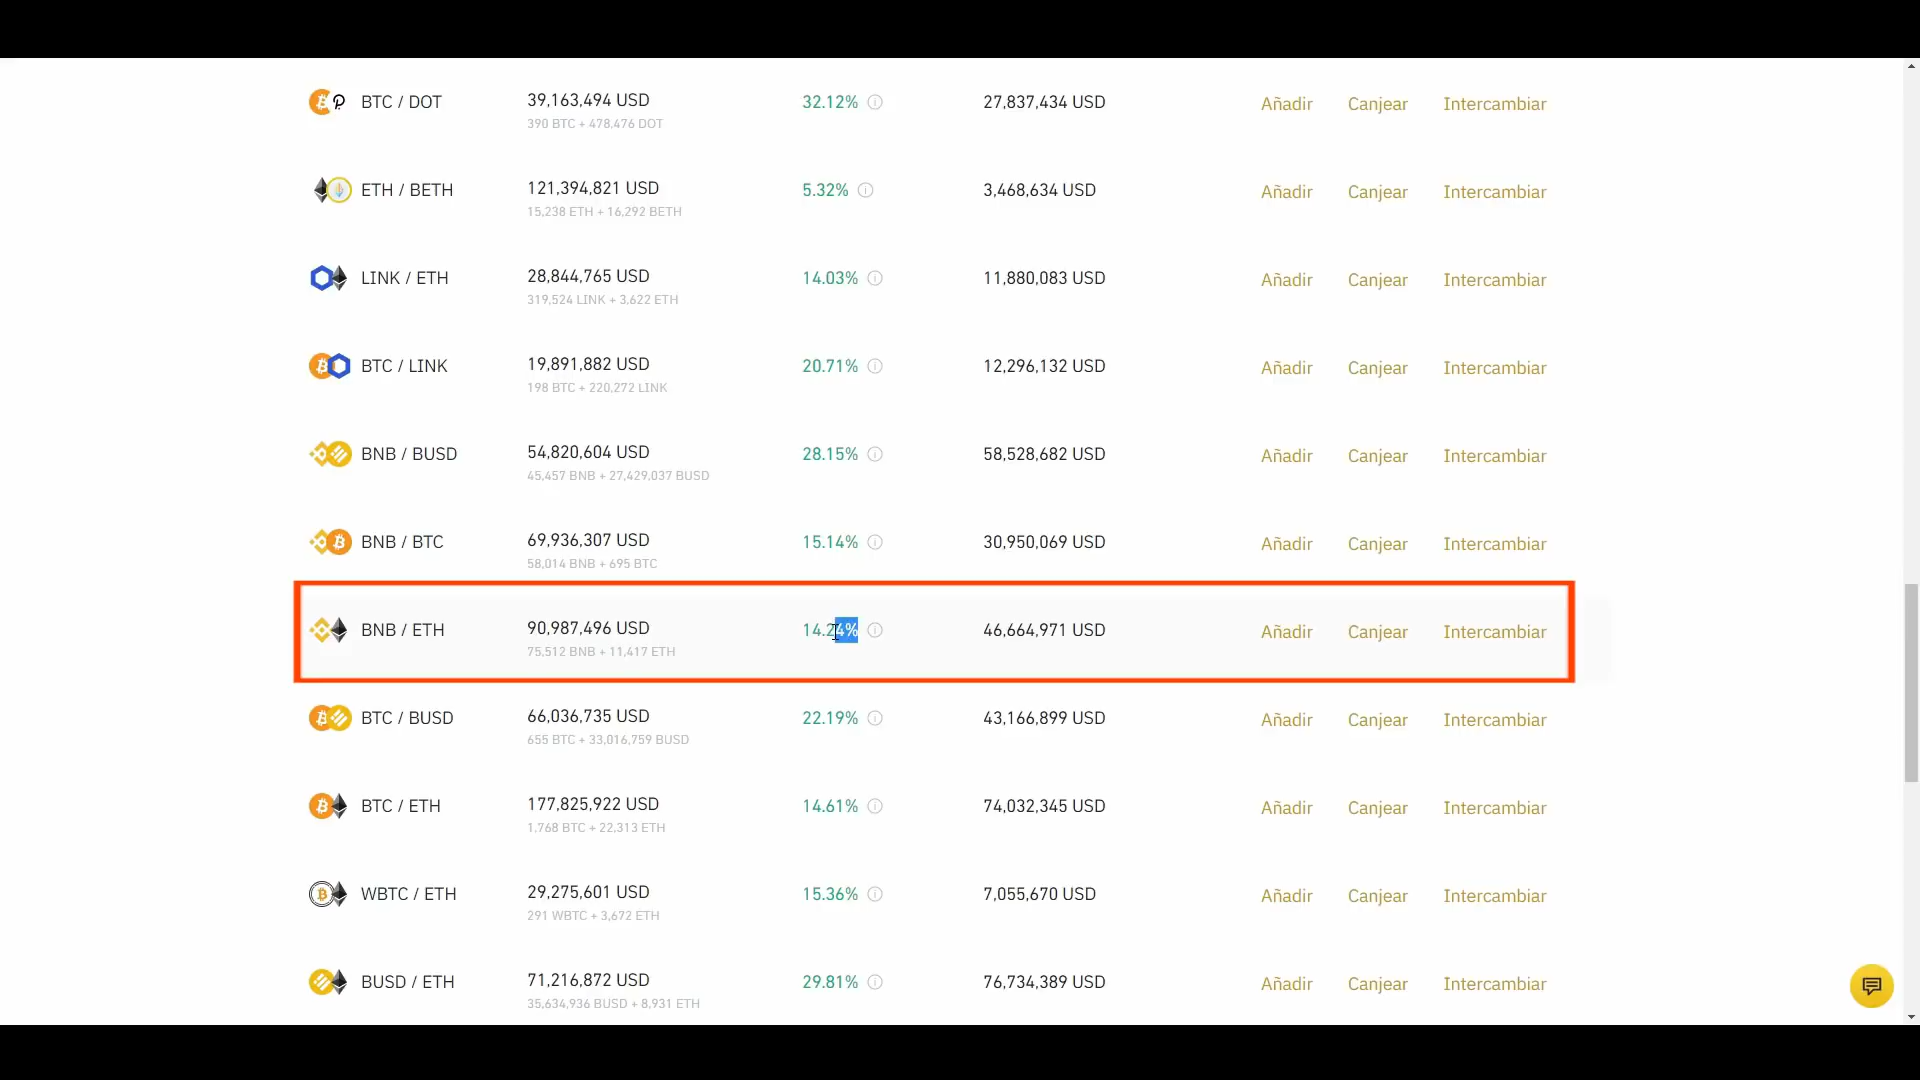 BTC / DOT
39,163,494 USD
32.12%
27,837,434 USD
Añadir
Canjear
Intercambiar
390 BTC + 478,476 DOT
ETH / BETH
121,394,821 USD
5.32%
3,468,634 USD
Añadir
Canjear
Intercambiar
15,238 ETH + 16,292 BETH
LINK / ETH
28,844,765 USD
14.03%
11,880,083 USD
Añadir
Canjear
Intercambiar
319,524 LINK + 3,622 ETH
BTC / LINK
19,891,882 USD
20.71%
12,296,132 USD
Añadir
Canjear
Intercambiar
198 BTC + 220,272 LINK
BNB / BUSD
54,820,604 USD
28.15%
58,528,682 USD
Añadir
Canjear
Intercambiar
45,457 BNB + 27,429,037 BUSD
BNB / BTC
69,936,307 USD
15.14%
30,950,069 USD
Añadir
Canjear
Intercambiar
58,014 BNB + 695 BTC
BNB / ETH
90,987,496 USD
14.24%
46,664,971 USD
Añadir
Canjear
Intercambiar
75,512 BNB + 11,417 ETH
BTC / BUSD
66,036,735 USD
22.19%
43,166,899 USD
Añadir
Canjear
Intercambiar
655 BTC + 33,016,759 BUSD
BTC / ETH
177,825,922 USD
14.61%
74,032,345 USD
Añadir
Canjear
Intercambiar
1,768 BTC + 22,313 ETH
WBTC / ETH
29,275,601 USD
15.36%
7,055,670 USD
Añadir
Canjear
Intercambiar
291 WBTC + 3,672 ETH
BUSD / ETH
71,216,872 USD
29.81%
76,734,389 USD
Añadir
Canjear
Intercambiar
35,634,936 BUSD + 8,931 ETH